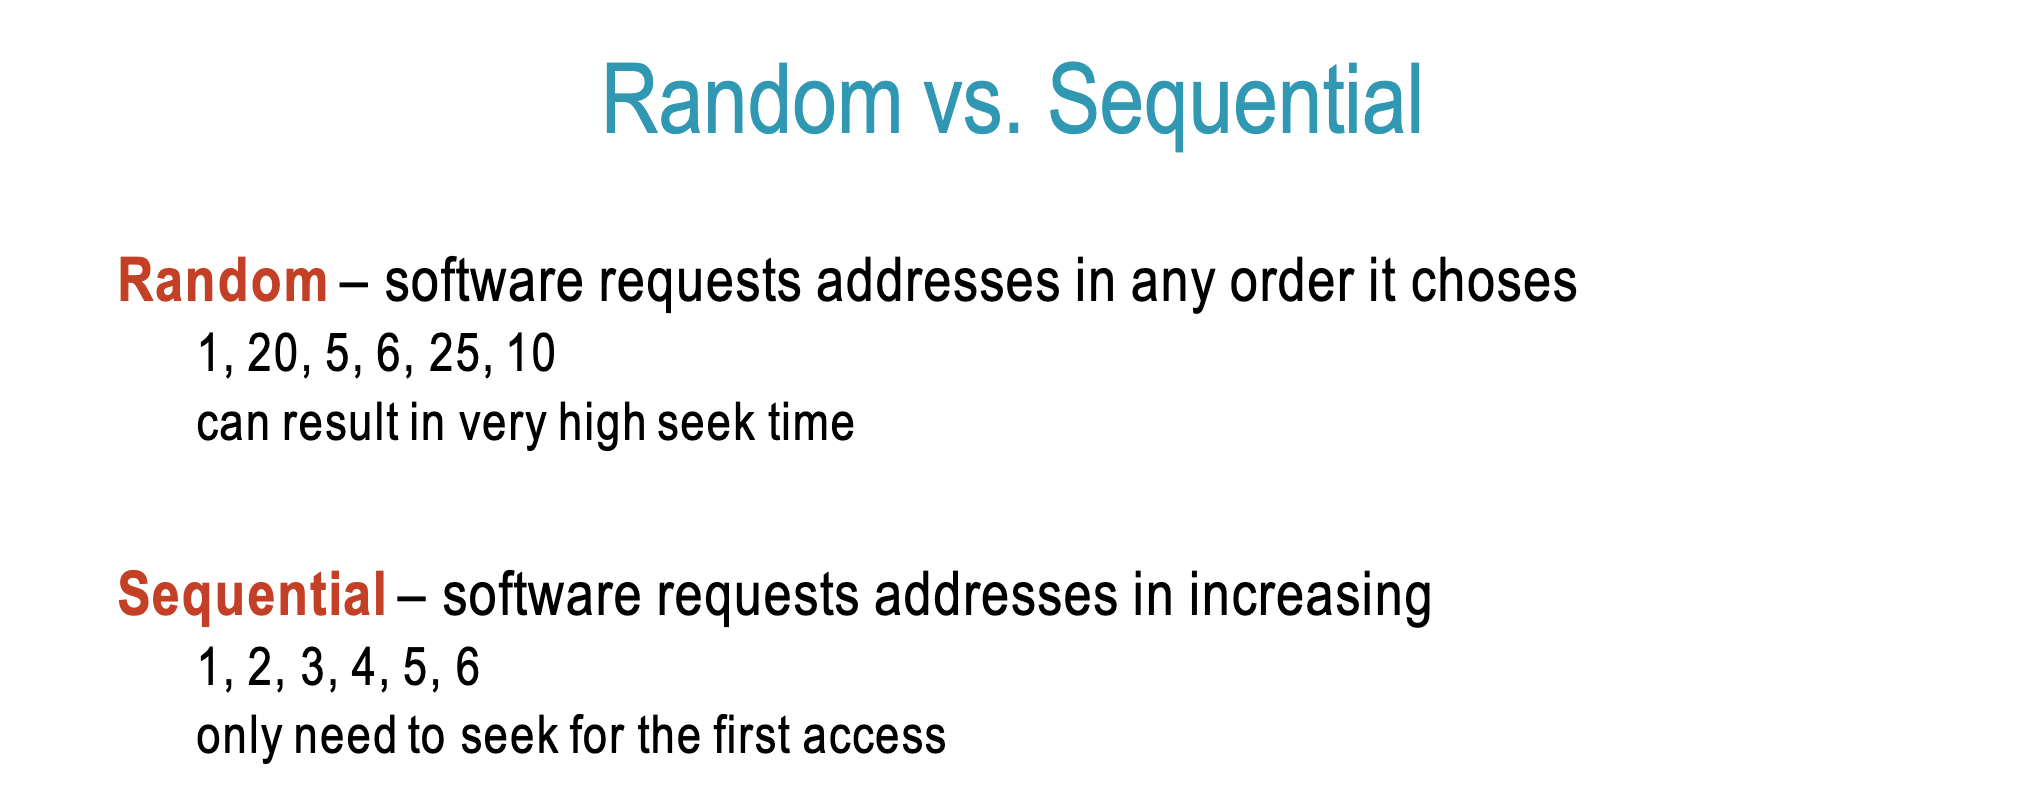 Random vs. Sequential
Random – software requests addresses in any order it choses
1, 20, 5, 6, 25, 10
can result in very high seek time
Sequential – software requests addresses in increasing
1, 2, 3, 4, 5, 6
only need to seek for the first access